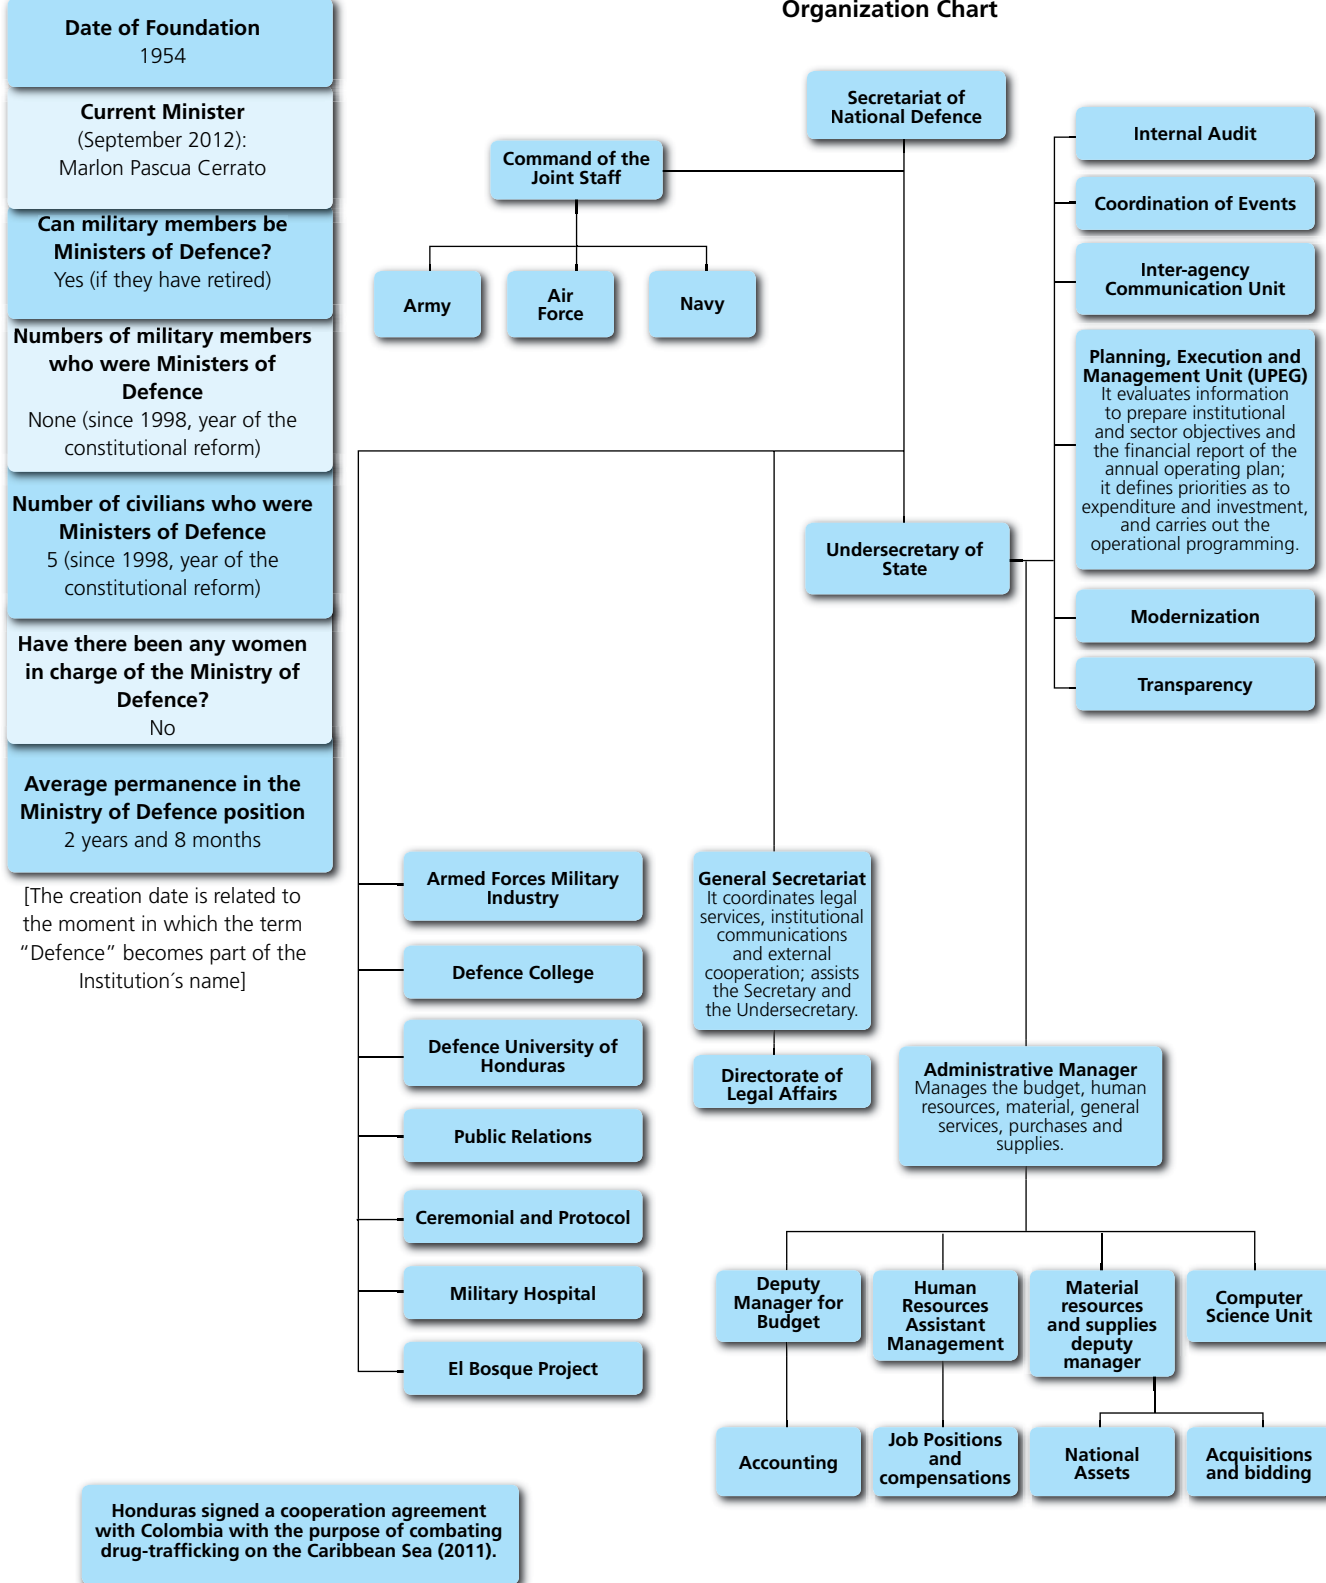 Organization Chart
Date of Foundation
1954
Current Minister
(September 2012):
Marlon Pascua Cerrato
Can military members be
Ministers of Defence?
Yes (if they have retired)
Numbers of military members
who were Ministers of
Defence
None (since 1998, year of the
constitutional reform)
Number of civilians who were
Ministers of Defence
5 (since 1998, year of the
constitutional reform)
Have there been any women
in charge of the Ministry of
Defence?
No
Average permanence in the
Ministry of Defence position
2 years and 8 months
[The creation date is related to
the moment in which the term
“Defence” becomes part of the
Institution´s name]
Secretariat of
National Defence
Command of the
Joint Staff
Army
Air
Force
Navy
Internal Audit
Coordination of Events
Inter-agency
Communication Unit
Planning, Execution and
Management Unit (UPEG)
It evaluates information
to prepare institutional
and sector objectives and
the financial report of the
annual operating plan;
it defines priorities as to
expenditure and investment,
and carries out the
operational programming.
Modernization
Transparency
Undersecretary of
State
Armed Forces Military
Industry
Defence College
Defence University of
Honduras
Public Relations
Ceremonial and Protocol
Military Hospital
El Bosque Project
General Secretariat
It coordinates legal
services, institutional
communications
and external
cooperation; assists
the Secretary and
the Undersecretary.
Directorate of
Legal Affairs
Administrative Manager
Manages the budget, human
resources, material, general
services, purchases and
supplies.
Deputy
Manager for
Budget
Human
Resources
Assistant
Management
Material
resources
and supplies
deputy
manager
Computer
Science Unit
Accounting
Job Positions
and
compensations
National
Assets
Acquisitions
and bidding
Honduras signed a cooperation agreement
with Colombia with the purpose of combating
drug-trafficking on the Caribbean Sea (2011).